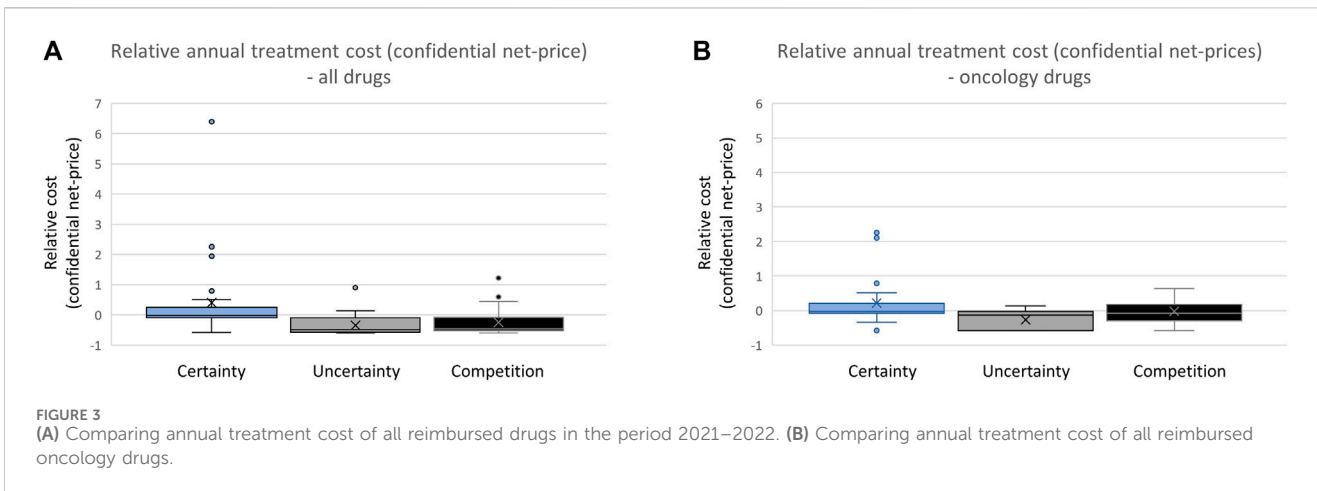 A
Relative annual treatment cost (confidential net-price)
- all drugs
7
6
5
4
3
2
1
0
-1
Relative cost
(confidential net-price)
Certainty
Uncertainty
Competition
B
Relative annual treatment cost (confidential net-prices)
- oncology drugs
6
5
4
3
2
1
0
-1
Relative cost
(confidential net-price)
Certainty
Uncertainty
Competition
FIGURE 3
(A) Comparing annual treatment cost of all reimbursed drugs in the period 2021–2022. (B) Comparing annual treatment cost of all reimbursed
oncology drugs.